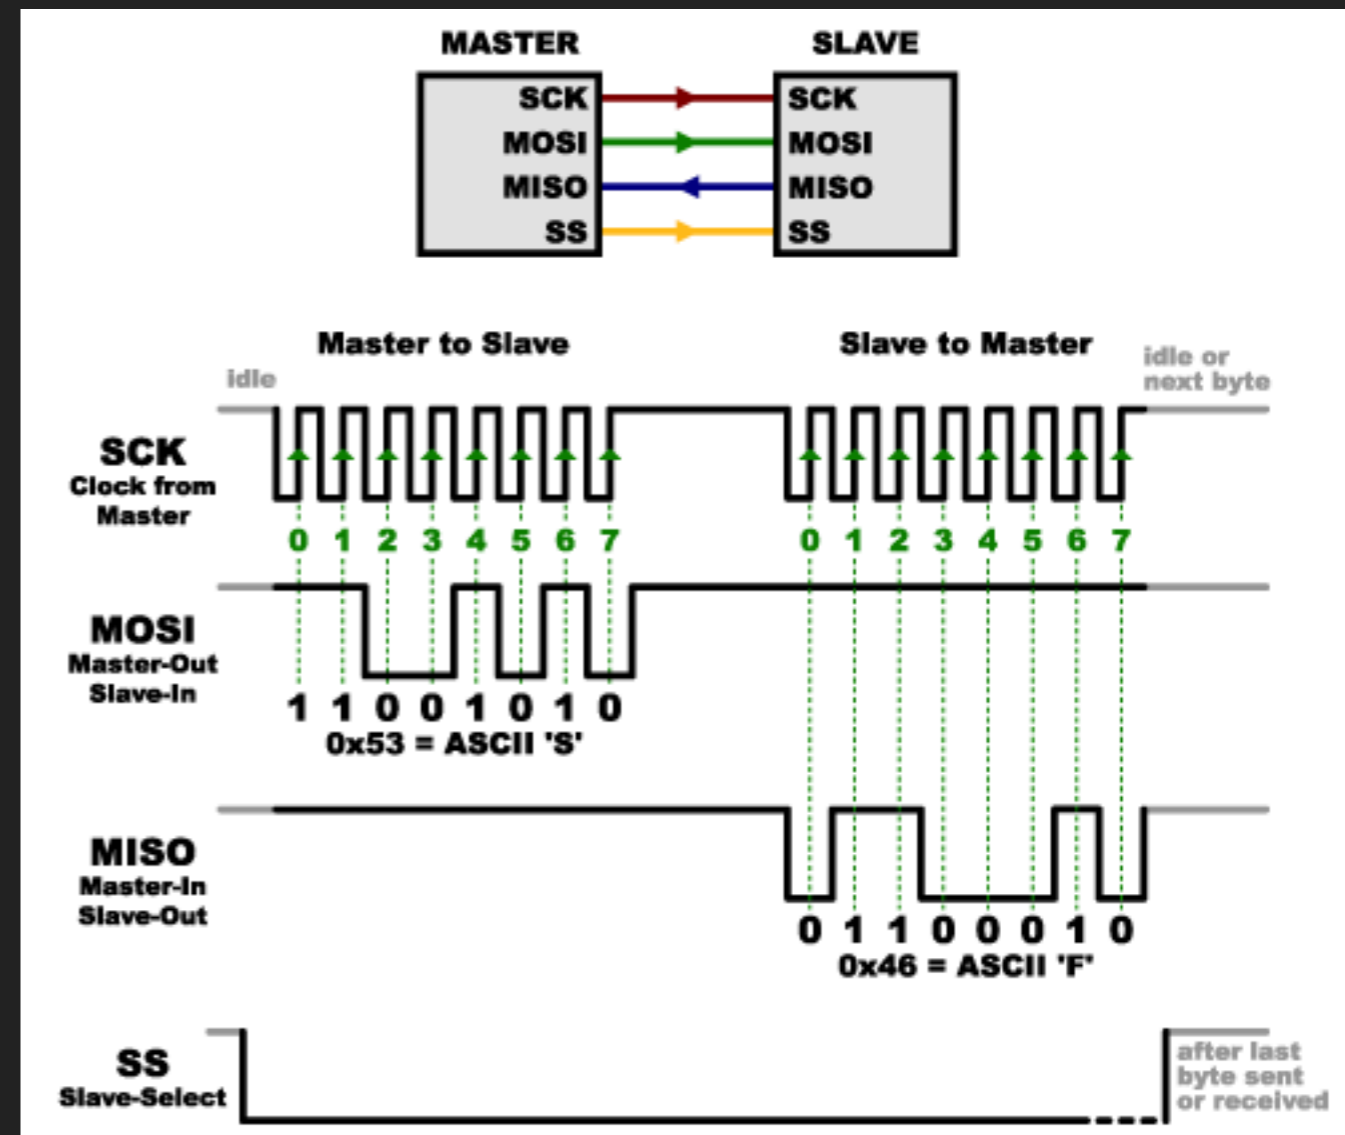 MASTER SLAVE
SCK SCK
MOSI MOSI
MISO MISO
SS SS
Master to Slave Slave to Master
idle
idle or
next byte
SCK
Clock from
Master
0 1 2 3 4 5 6 7 0 1 2 3 4 5 6 7
MOSI
Master-Out
Slave-In
1 1 0 0 1 0 1 0
0x53 = ASCII 'S'
MISO
Master-In
Slave-Out
0 1 1 0 0 0 1 0
0x46 = ASCII 'F'
SS
Slave-Select
after last
byte sent
or received